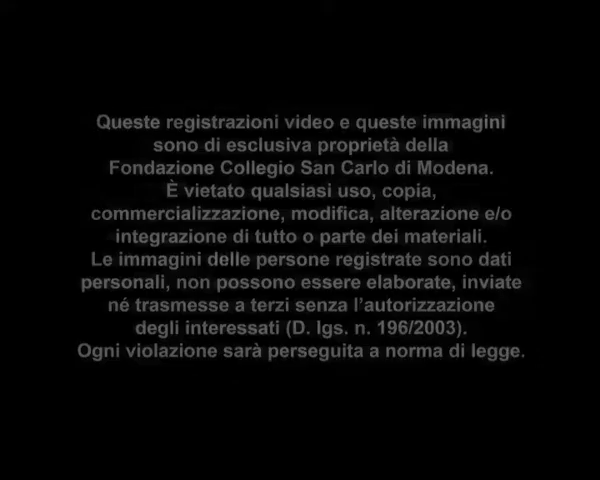 Queste registrazioni video e queste immagini
sono di esclusiva proprietà della
Fondazione Collegio San Carlo di Modena.
È vietato qualsiasi uso, copia,
commercializzazione, modifica, alterazione e/o
integrazione di tutto o parte dei materiali.
Le immagini delle persone registrate sono dati
personali, non possono essere elaborate, inviate
né trasmesse a terzi senza l'autorizzazione
degli interessati (D. lgs. n. 196/2003).
Ogni violazione sarà perseguita a norma di legge.